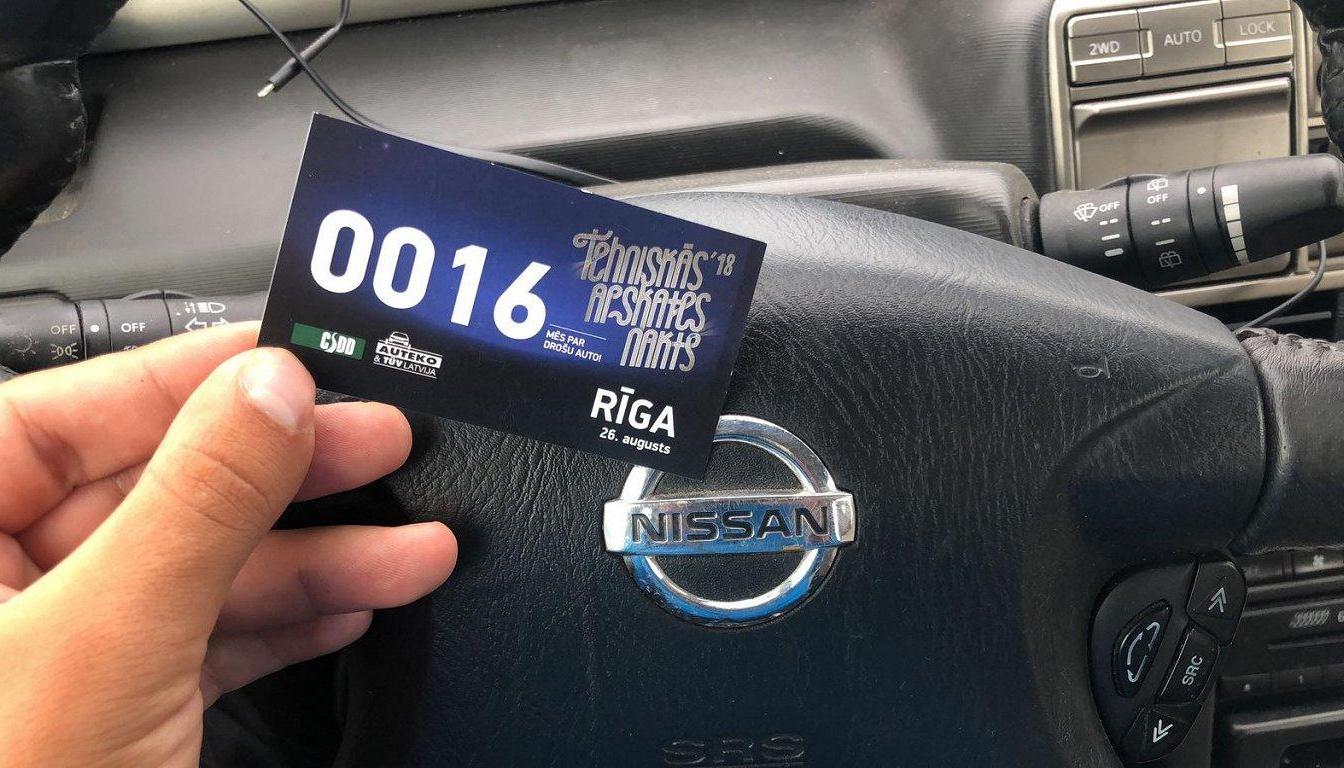 2WD AUTO LOCK
OFF OFF
OFF OFF
0016
Tehniskās '18
APSKATES
NAKTS
MĒS PAR
DROŠU AUTO!
CSDD
AUTEKO
& TÜV LATVIJA
RĪGA
26. augusts
NISSAN
SRC
SRS